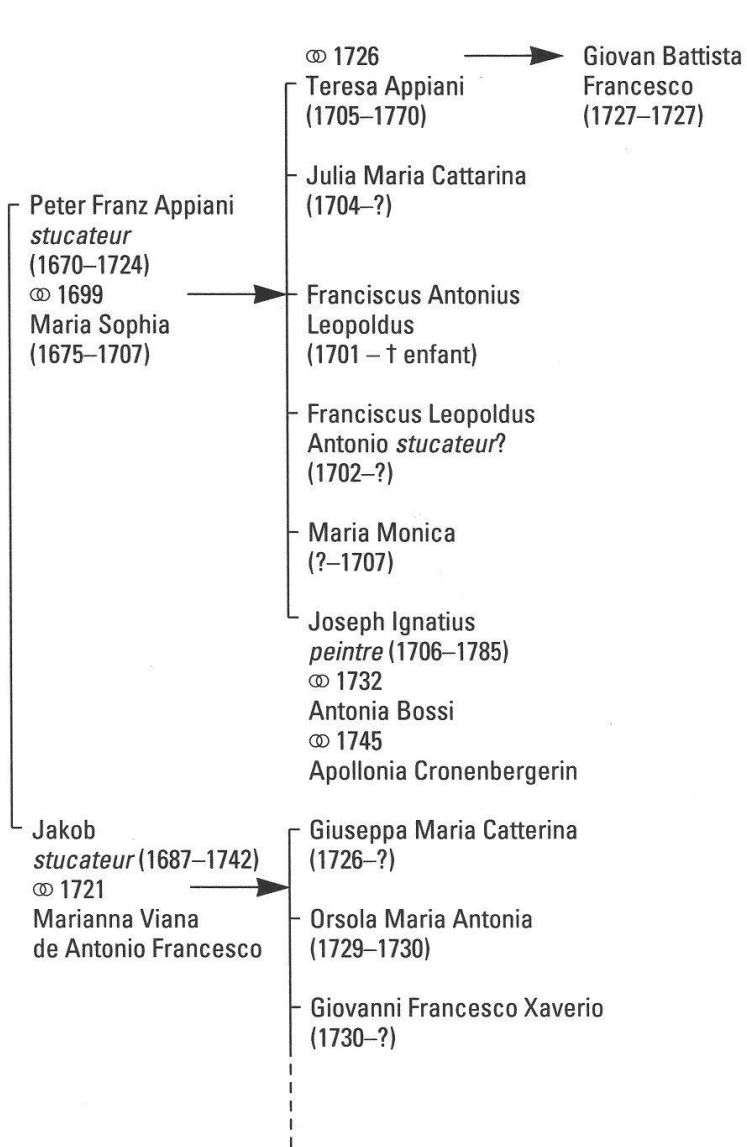 ⚭ 1726
Teresa Appiani
(1705–1770)
Giovan Battista
Francesco
(1727–1727)
Julia Maria Cattarina
(1704–?)
Peter Franz Appiani
stucateur
(1670–1724)
⚭ 1699
Maria Sophia
(1675–1707)
Franciscus Antonius
Leopoldus
(1701 – † enfant)
Franciscus Leopoldus
Antonio stucateur?
(1702–?)
Maria Monica
(?–1707)
Joseph Ignatius
peintre (1706–1785)
⚭ 1732
Antonia Bossi
⚭ 1745
Apollonia Cronenbergerin
Jakob
stucateur (1687–1742)
⚭ 1721
Marianna Viana
de Antonio Francesco
Giuseppa Maria Catterina
(1726–?)
Orsola Maria Antonia
(1729–1730)
Giovanni Francesco Xaverio
(1730–?)